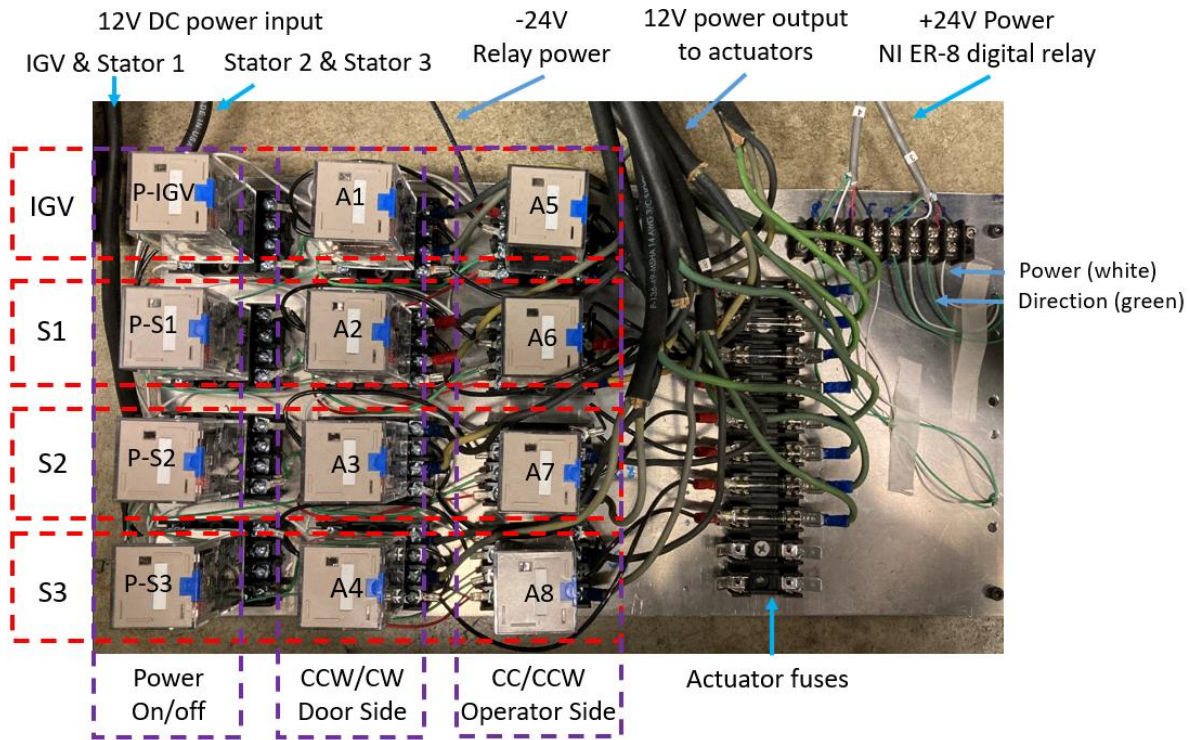 12V DC power input
IGV & Stator 1
Stator 2 & Stator 3
-24V
Relay power
12V power output
to actuators
+24V Power
NI ER-8 digital relay
IGV
P-IGV
A1
A5
Power (white)
Direction (green)
S1
P-S1
A2
A6
S2
P-S2
A3
A7
S3
P-S3
A4
A8
Power
On/off
CCW/CW
Door Side
CC/CCW
Operator Side
Actuator fuses